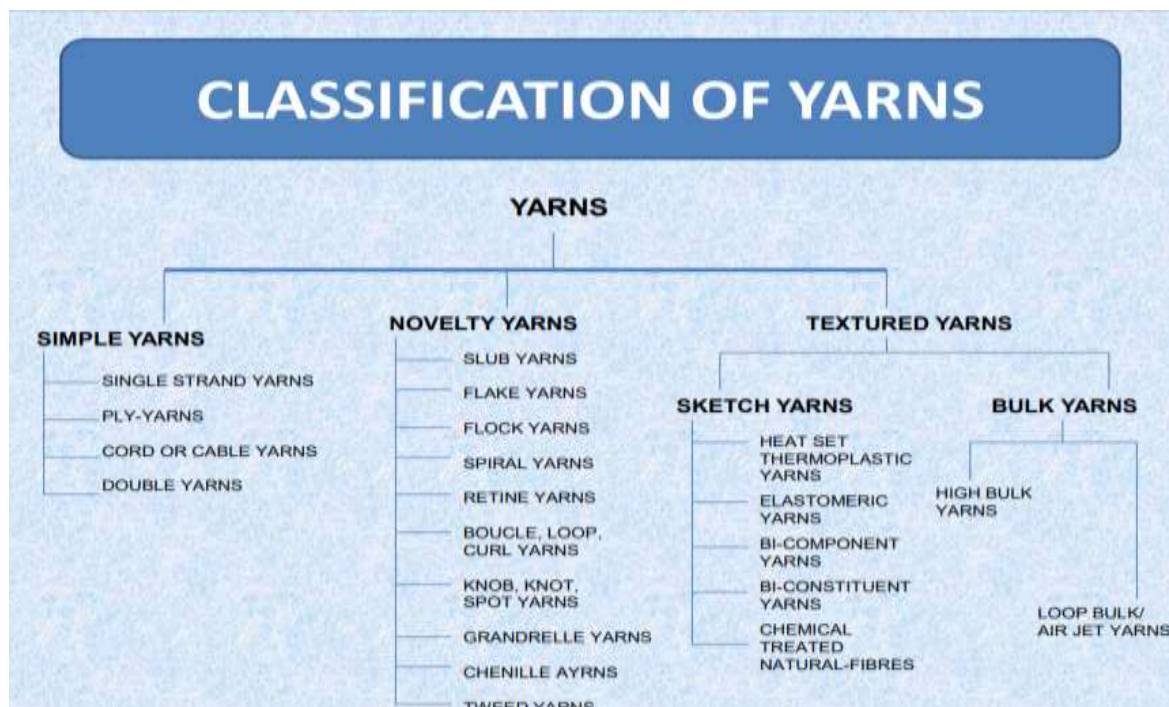 CLASSIFICATION OF YARNS
YARNS
SIMPLE YARNS
SINGLE STRAND YARNS
PLY-YARNS
CORD OR CABLE YARNS
DOUBLE YARNS
NOVELTY YARNS
SLUB YARNS
FLAKE YARNS
FLOCK YARNS
SPIRAL YARNS
RETINE YARNS
BOUCLE, LOOP,
CURL YARNS
KNOB, KNOT,
SPOT YARNS
GRANDRELLE YARNS
CHENILLE AYRNS
TWEED YARNS
TEXTURED YARNS
SKETCH YARNS
HEAT SET
THERMOPLASTIC
YARNS
ELASTOMERIC
YARNS
BI-COMPONENT
YARNS
BI-CONSTITUENT
YARNS
CHEMICAL
TREATED
NATURAL-FIBRES
BULK YARNS
HIGH BULK
YARNS
LOOP BULK/
AIR JET YARNS